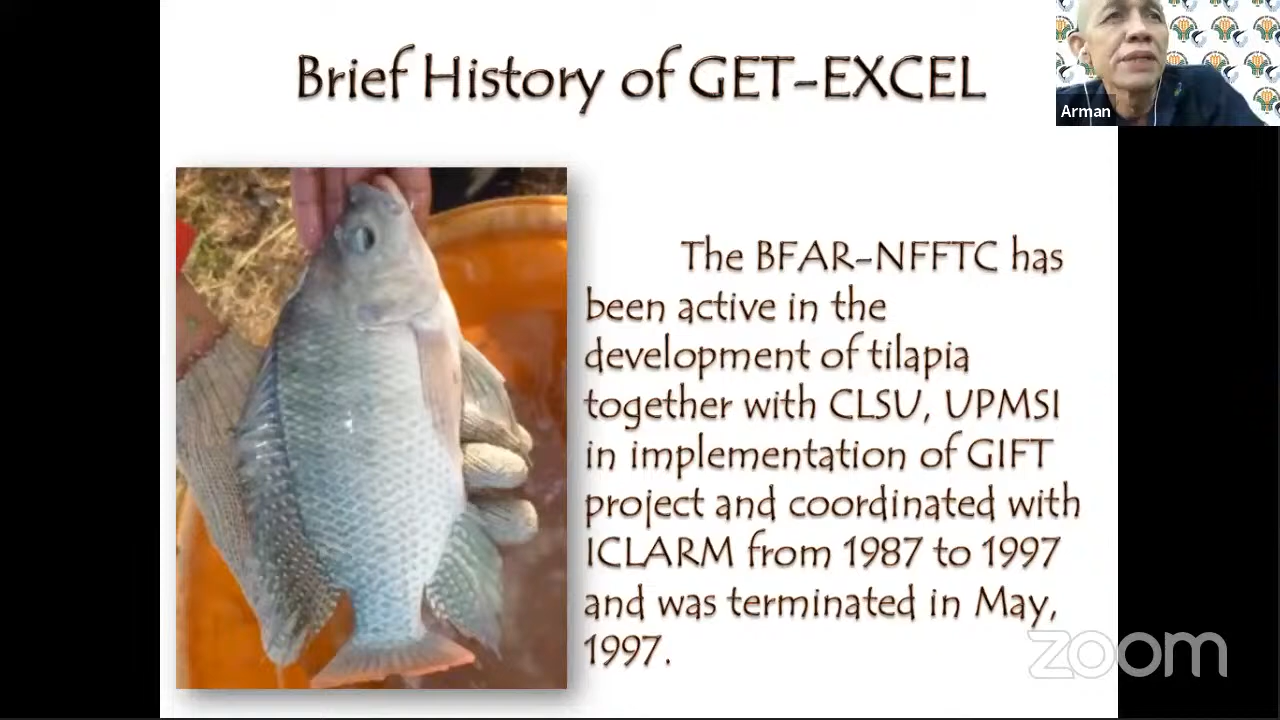 Brief History of GET-EXCEL
Arman
The BFAR-NFFTC has
been active in the
development of tilapia
together with CLSU, UPMSI
in implementation of GIFT
project and coordinated with
ICLARM from 1987 to 1997
and was terminated in May,
1997.
zoom